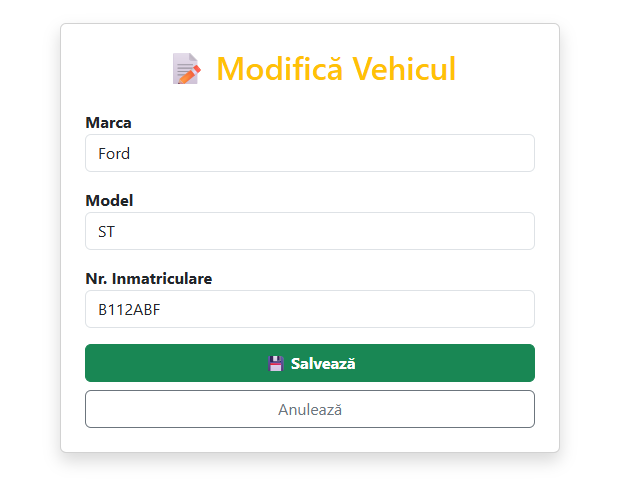 📝 Modifică Vehicul
Marca
Ford
Model
ST
Nr. Inmatriculare
B112ABF
💾 Salvează
Anulează